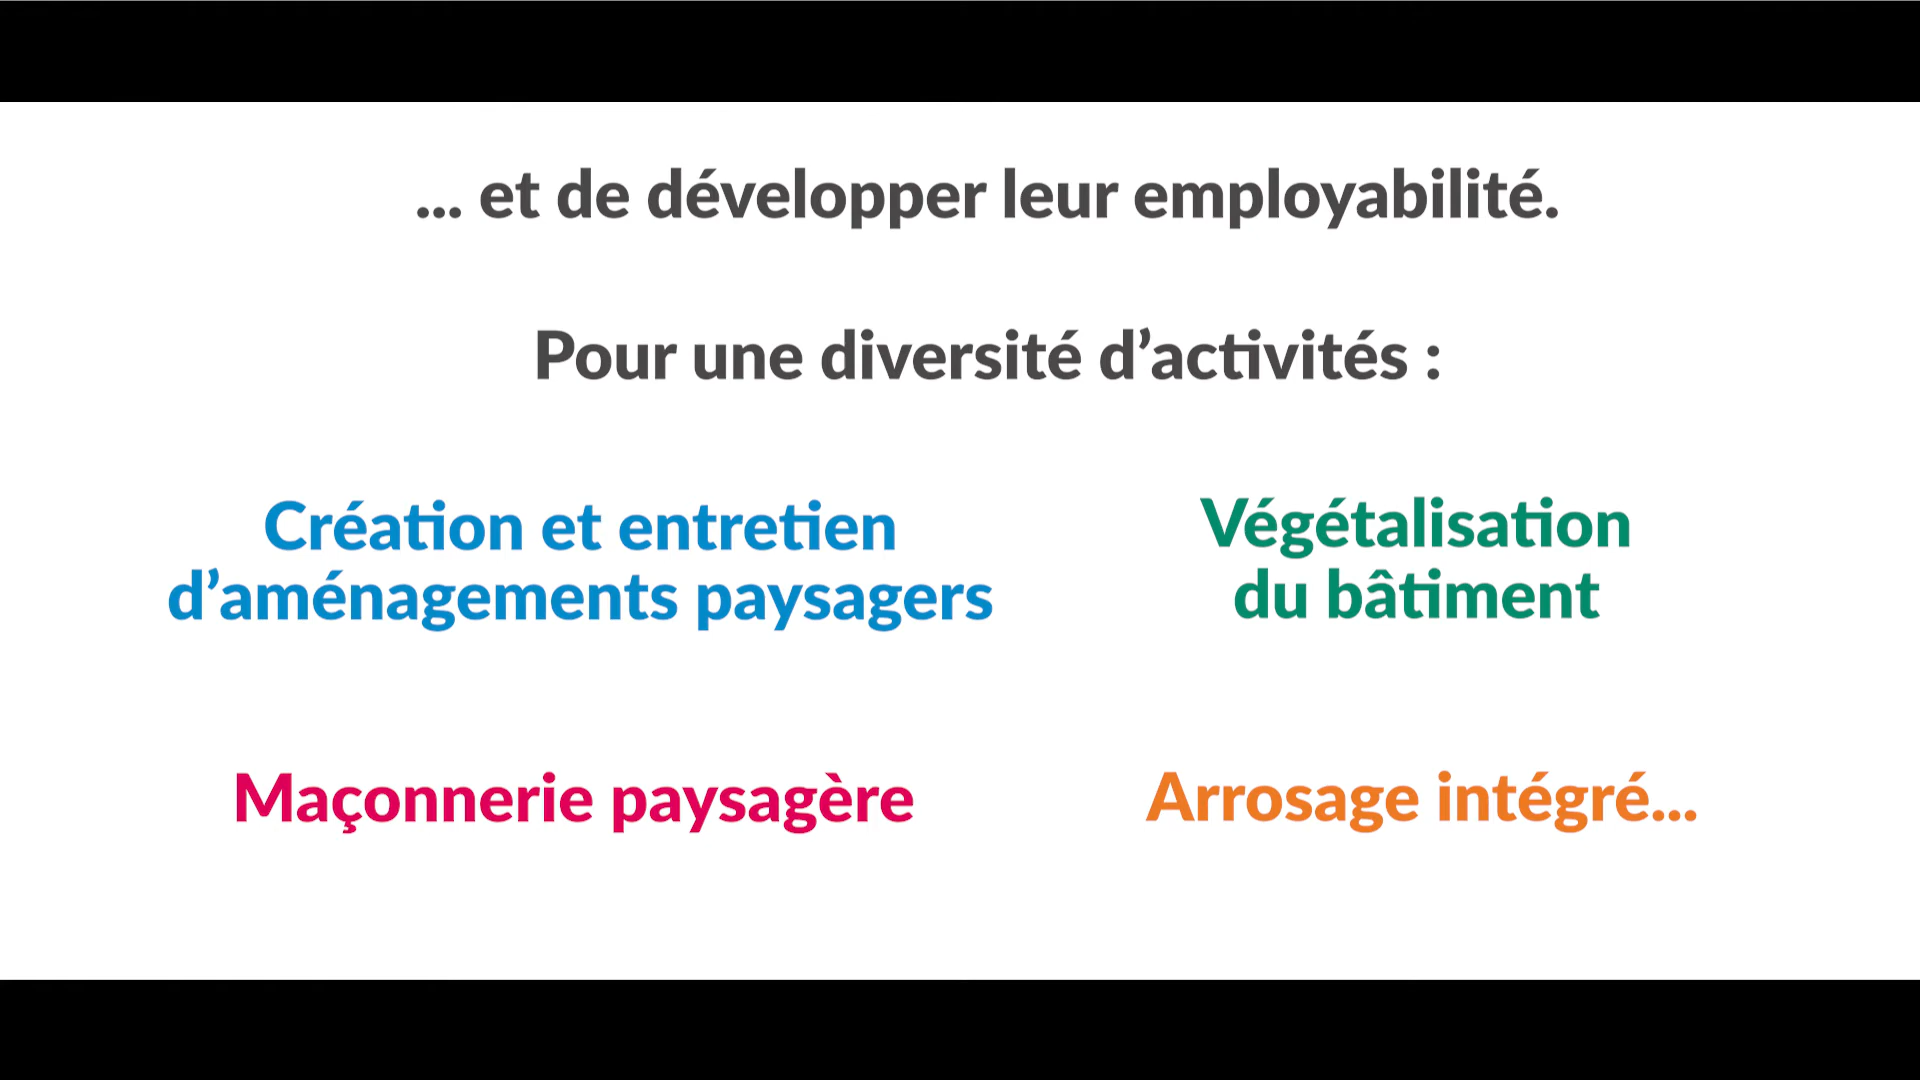 ... et de développer leur employabilité.
Pour une diversité d’activités :
Création et entretien
d’aménagements paysagers
Végétalisation
du bâtiment
Maçonnerie paysagère
Arrosage intégré...